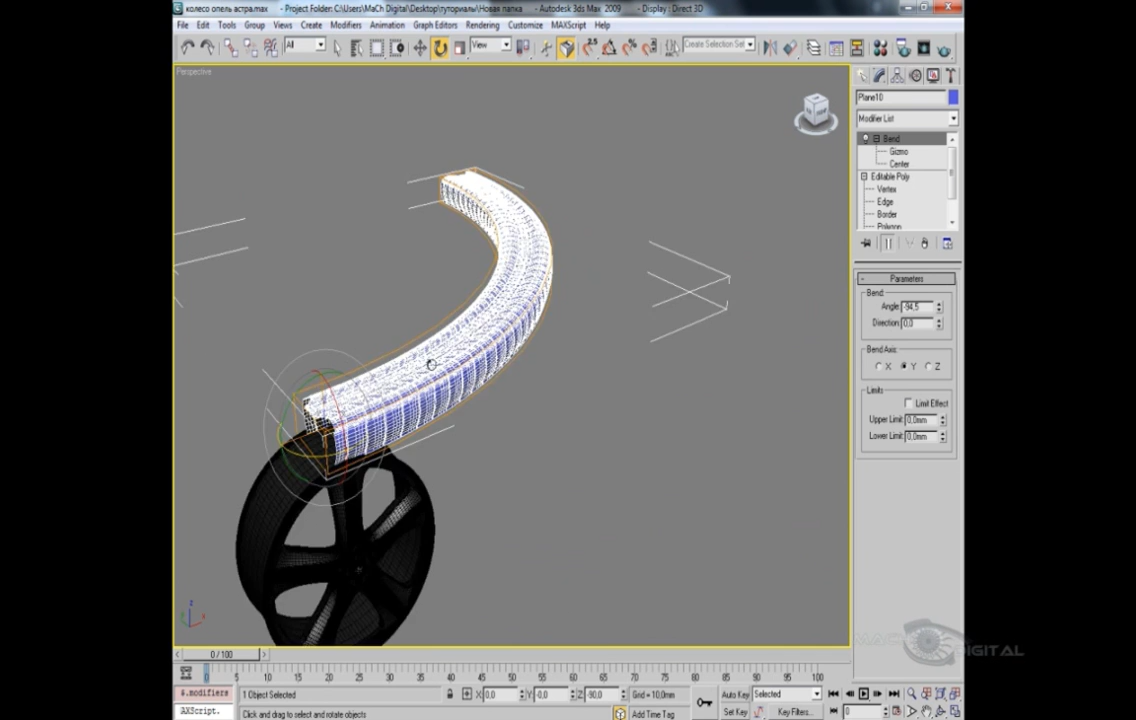 колесо опель астра.max - Project Folder: C:\Users\MaCh Digital\Desktop\туториалы\Новая папка - Autodesk 3ds Max 2009 - Display : Direct 3D
File Edit Tools Group Views Create Modifiers Animation Graph Editors Rendering Customize MAXScript Help
All View 2.5 Create Selection Set
Perspective
Plane10
Modifier List
Bend
Gizmo
Center
Editable Poly
Vertex
Edge
Border
Polygon
- Parameters
Bend:
Angle: -94,5
Direction: 0,0
Bend Axis:
X Y Z
Limits
Limit Effect
Upper Limit: 0,0mm
Lower Limit: 0,0mm
z
MACH DIGITAL
< 0 / 100 >
0 5 10 15 20 25 30 35 40 45 50 55 60 65 70 75 80 85 90 95 100
&.modifiers 1 Object Selected X: 0,0 Y: -0,0 Z: -90,0 Grid = 10,0mm Auto Key Selected
AXScript. Click and drag to select and rotate objects Add Time Tag Set Key Key Filters... 0